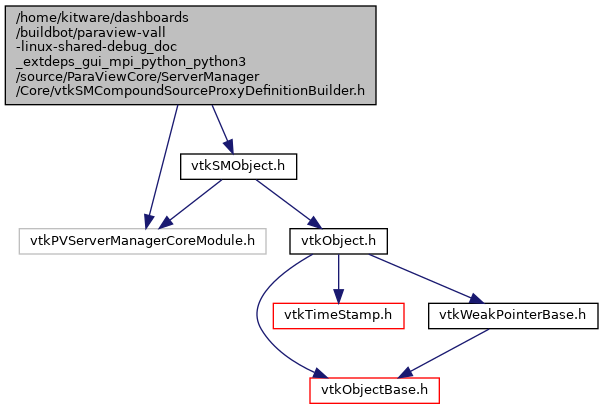 /home/kitware/dashboards
/buildbot/paraview-vall
-linux-shared-debug_doc
_extdeps_gui_mpi_python_python3
/source/ParaViewCore/ServerManager
/Core/vtkSMCompoundSourceProxyDefinitionBuilder.h
vtkSMObject.h
vtkPVServerManagerCoreModule.h
vtkObject.h
vtkTimeStamp.h
vtkWeakPointerBase.h
vtkObjectBase.h